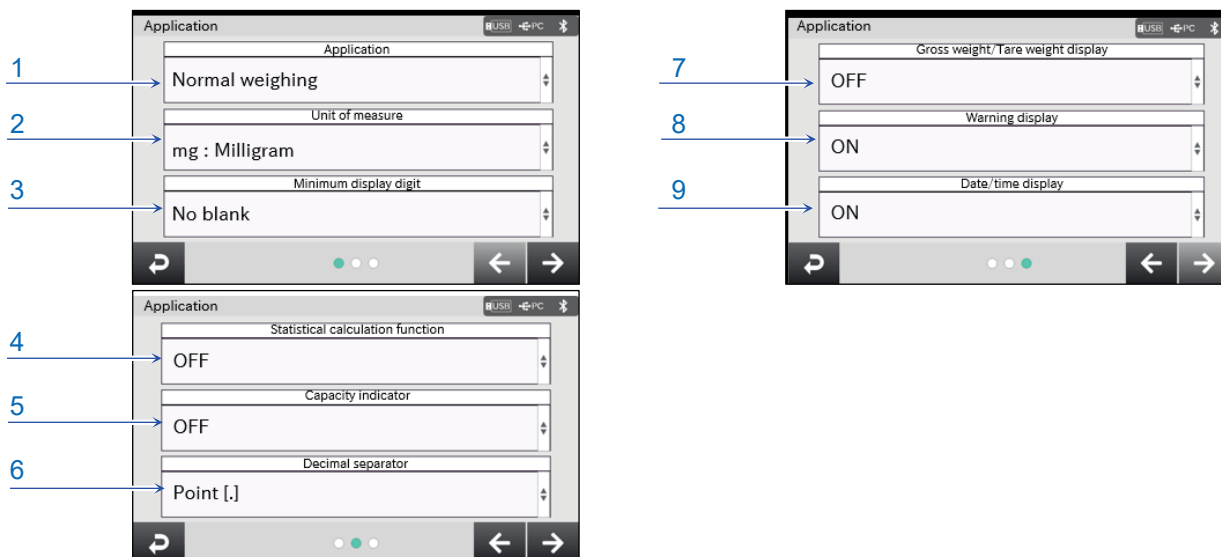 Application
USB PC
Application
1
Normal weighing
Unit of measure
2
mg : Milligram
Minimum display digit
3
No blank
Application
USB PC
Statistical calculation function
4
OFF
Capacity indicator
5
OFF
Decimal separator
6
Point [.]
Application
USB PC
Gross weight/Tare weight display
7
OFF
Warning display
8
ON
Date/time display
9
ON